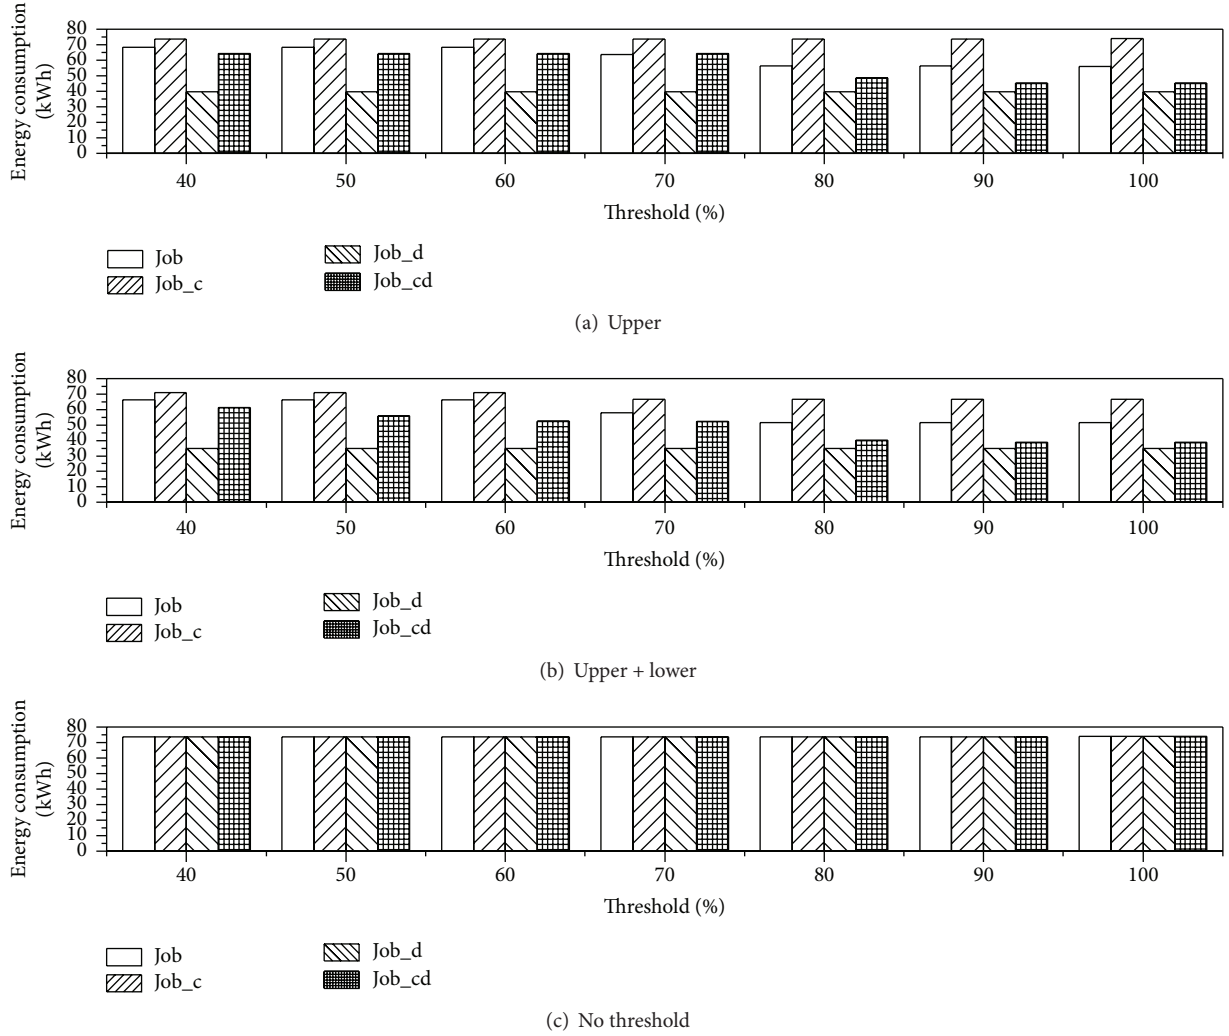 Energy consumption
(kWh)
80
70
60
50
40
30
20
10
0
40 50 60 70 80 90 100
Threshold (%)
Job
Job_c
Job_d
Job_cd
(a) Upper
Energy consumption
(kWh)
80
70
60
50
40
30
20
10
0
40 50 60 70 80 90 100
Threshold (%)
Job
Job_c
Job_d
Job_cd
(b) Upper + lower
Energy consumption
(kWh)
80
70
60
50
40
30
20
10
0
40 50 60 70 80 90 100
Threshold (%)
Job
Job_c
Job_d
Job_cd
(c) No threshold